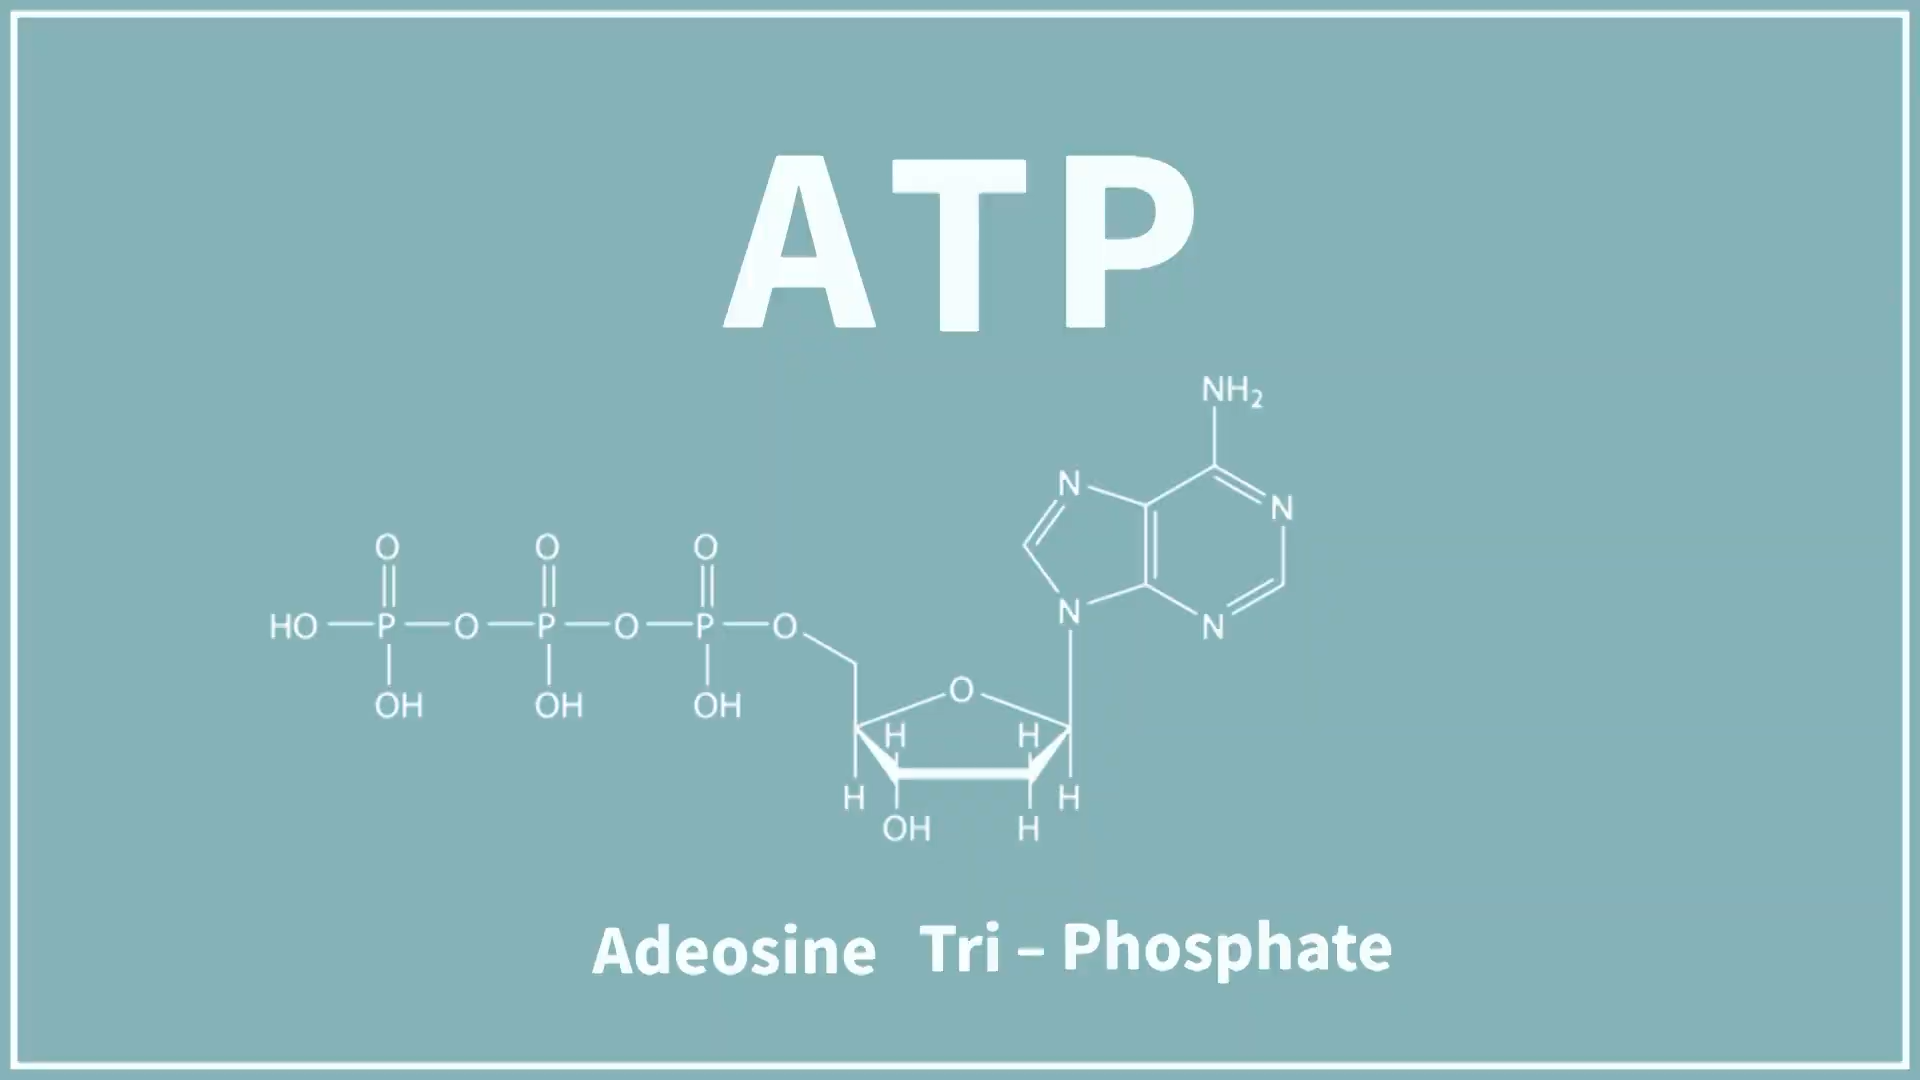 ATP
NH₂
N
N
O O O
N
HO P O P O P O
N
OH OH OH
O
H H
H H
OH H
Adeosine Tri – Phosphate